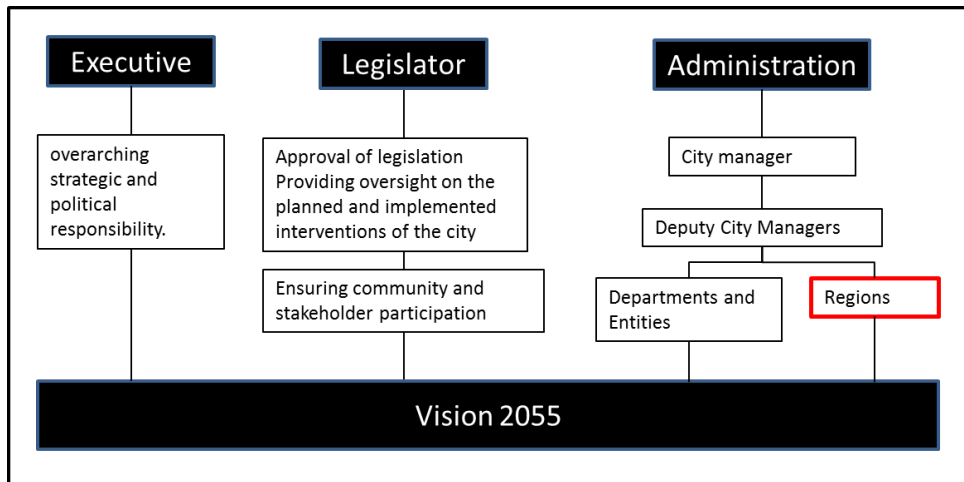 Executive
Legislator
Administration
overarching
strategic and
political
responsibility.
Approval of legislation
Providing oversight on the
planned and implemented
interventions of the city
Ensuring community and
stakeholder participation
City manager
Deputy City Managers
Departments and
Entities
Regions
Vision 2055